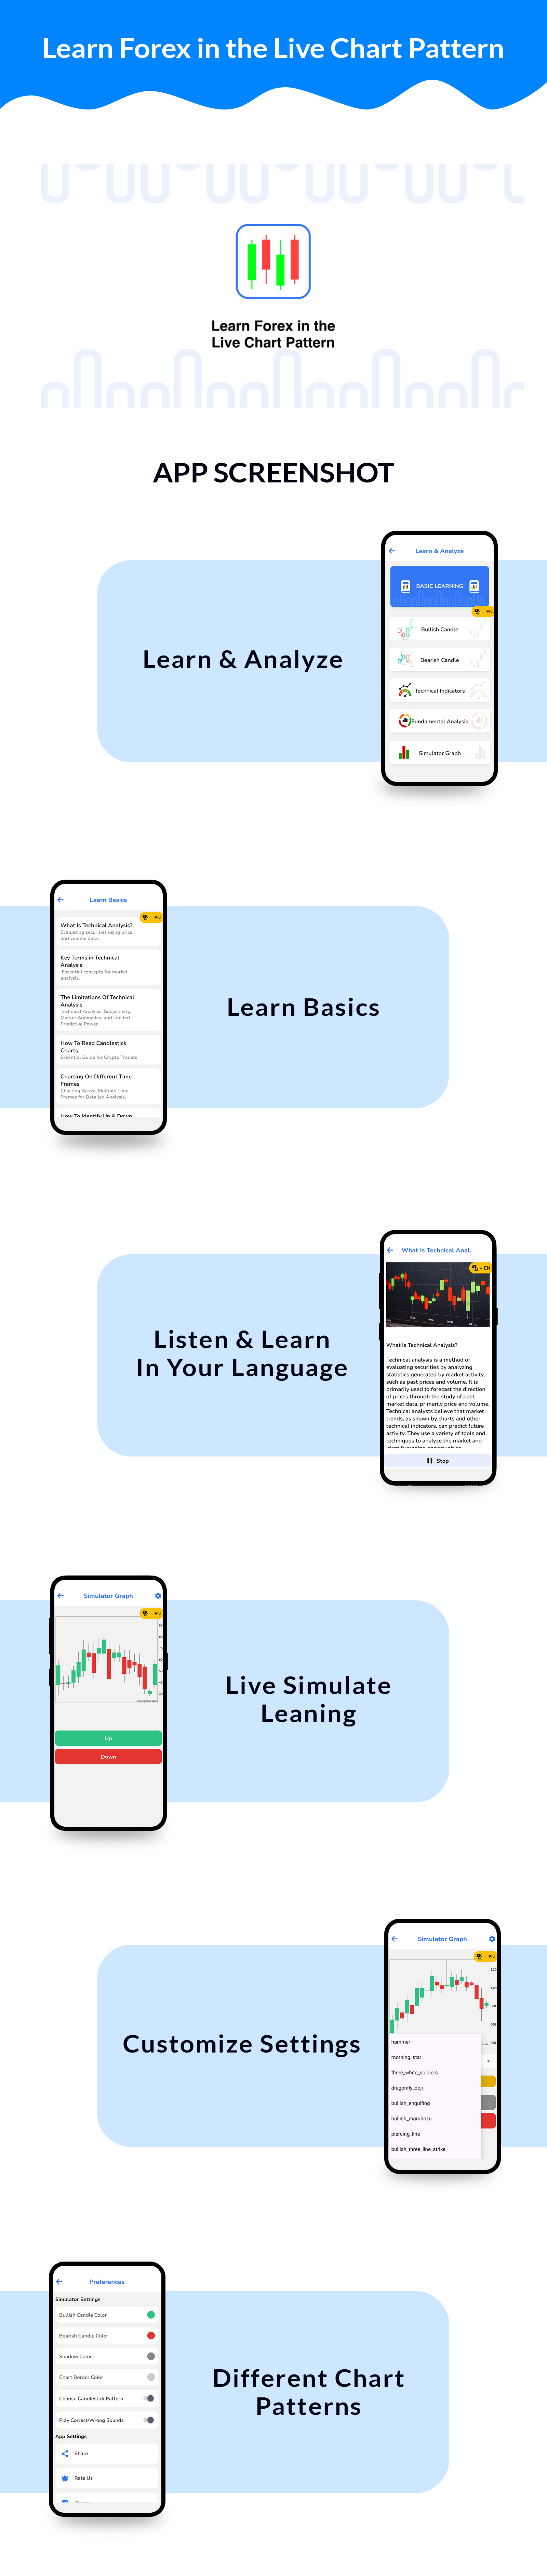 Learn Forex in the Live Chart Pattern
Learn Forex in the
Live Chart Pattern
APP SCREENSHOT
Learn & Analyze
Learn & Analyze
BASIC LEARNING
- EN
Bullish Candle
Bearish Candle
Technical Indicators
Fundamental Analysis
Simulator Graph
Learn Basics
- EN
What Is Technical Analysis?
Evaluating securities using price
and volume data.
Key Terms in Technical
Analysis
Essential concepts for market
analysis.
The Limitations Of Technical
Analysis
Technical Analysis: Subjectivity,
Market Anomalies, and Limited
Predictive Power
How To Read Candlestick
Charts
Essential Guide for Crypto Traders
Charting On Different Time
Frames
Charting Across Multiple Time
Frames for Detailed Analysis.
How To Identify Up & Down
Learn Basics
Listen & Learn
In Your Language
What Is Technical Anal..
- EN
What Is Technical Analysis?
Technical analysis is a method of
evaluating securities by analyzing
statistics generated by market activity,
such as past prices and volume. It is
primarily used to forecast the direction
of prices through the study of past
market data, primarily price and volume.
Technical analysts believe that market
trends, as shown by charts and other
technical indicators, can predict future
activity. They use a variety of tools and
techniques to analyze the market and
identify trading opportunities.
Stop
Simulator Graph
- EN
Up
Down
Live Simulate
Leaning
Customize Settings
Simulator Graph
- EN
hammer
morning_star
three_white_soldiers
dragonfly_doji
bullish_engulfing
bullish_marubozu
piercing_line
bullish_three_line_strike
Preferences
Simulator Settings
Bullish Candle Color
Bearish Candle Color
Shadow Color
Chart Border Color
Choose Candlestick Pattern
Play Correct/Wrong Sounds
App Settings
Share
Rate Us
Different Chart
Patterns